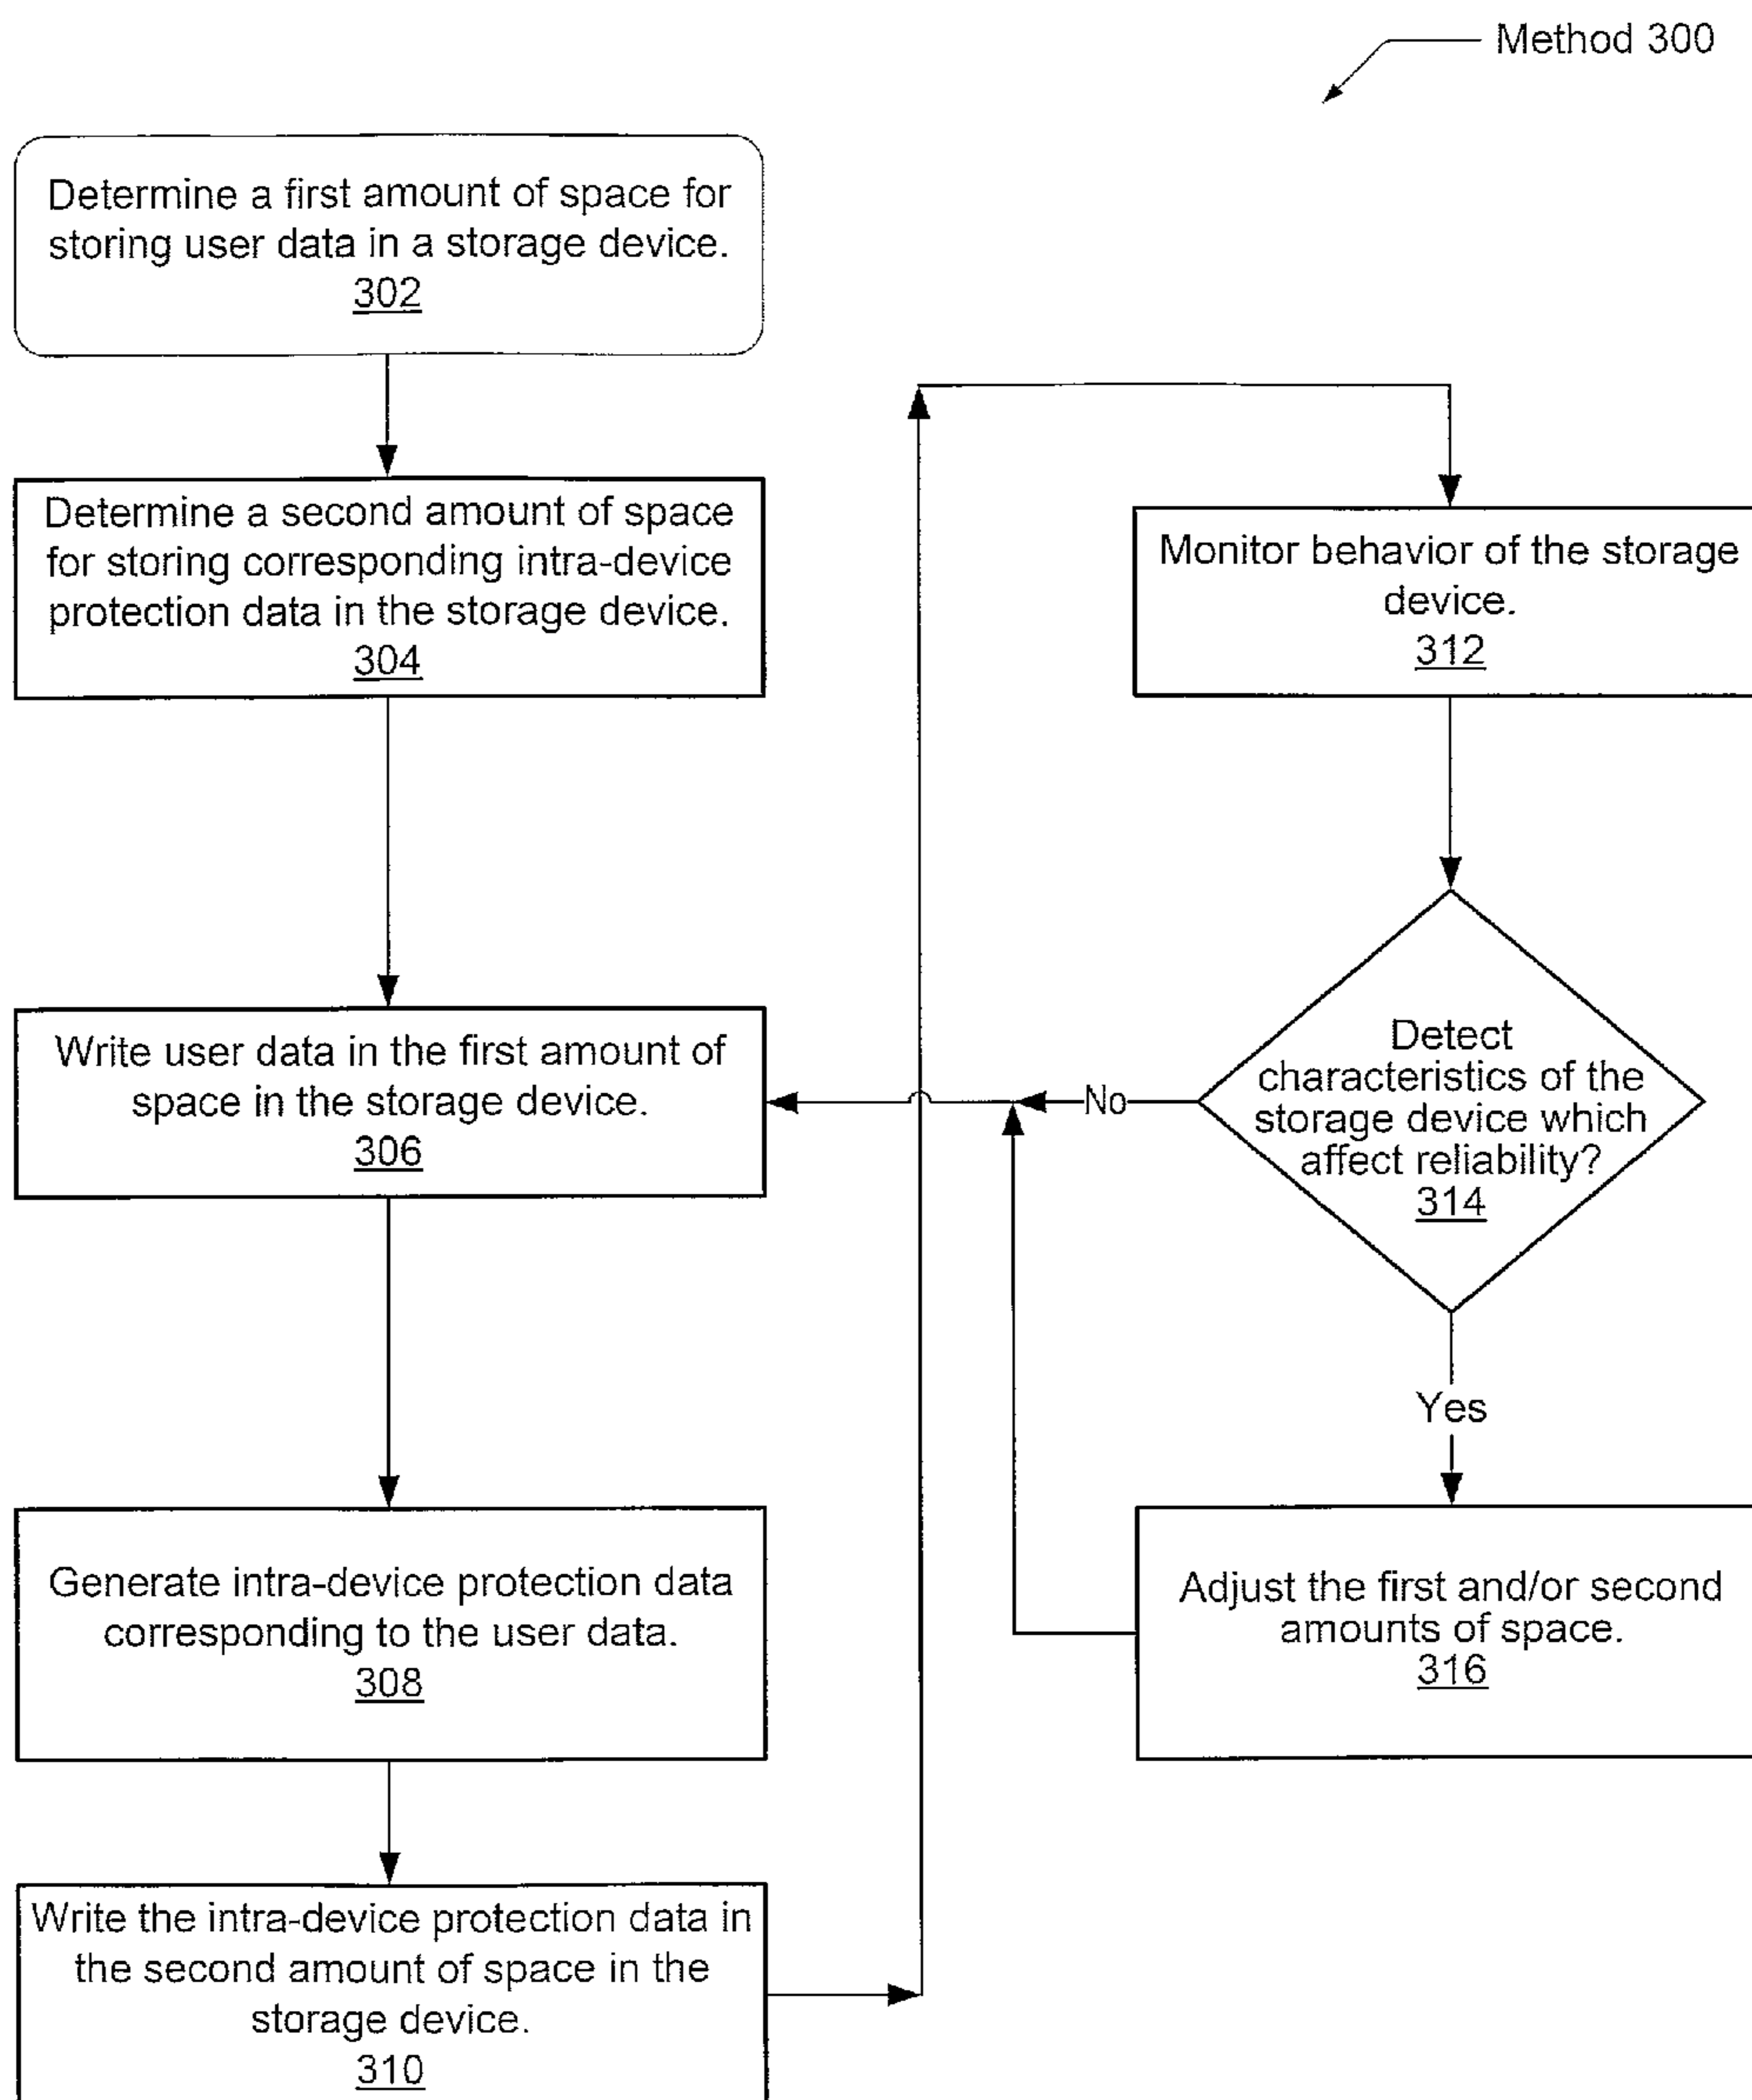 Method 300
Determine a first amount of space for
storing user data in a storage device.
302
Determine a second amount of space
for storing corresponding intra-device
protection data in the storage device.
304
Write user data in the first amount of
space in the storage device.
306
Generate intra-device protection data
corresponding to the user data.
308
Write the intra-device protection data in
the second amount of space in the
storage device.
310
Monitor behavior of the storage
device.
312
Detect
characteristics of the
storage device which
affect reliability?
314
No
Yes
Adjust the first and/or second
amounts of space.
316